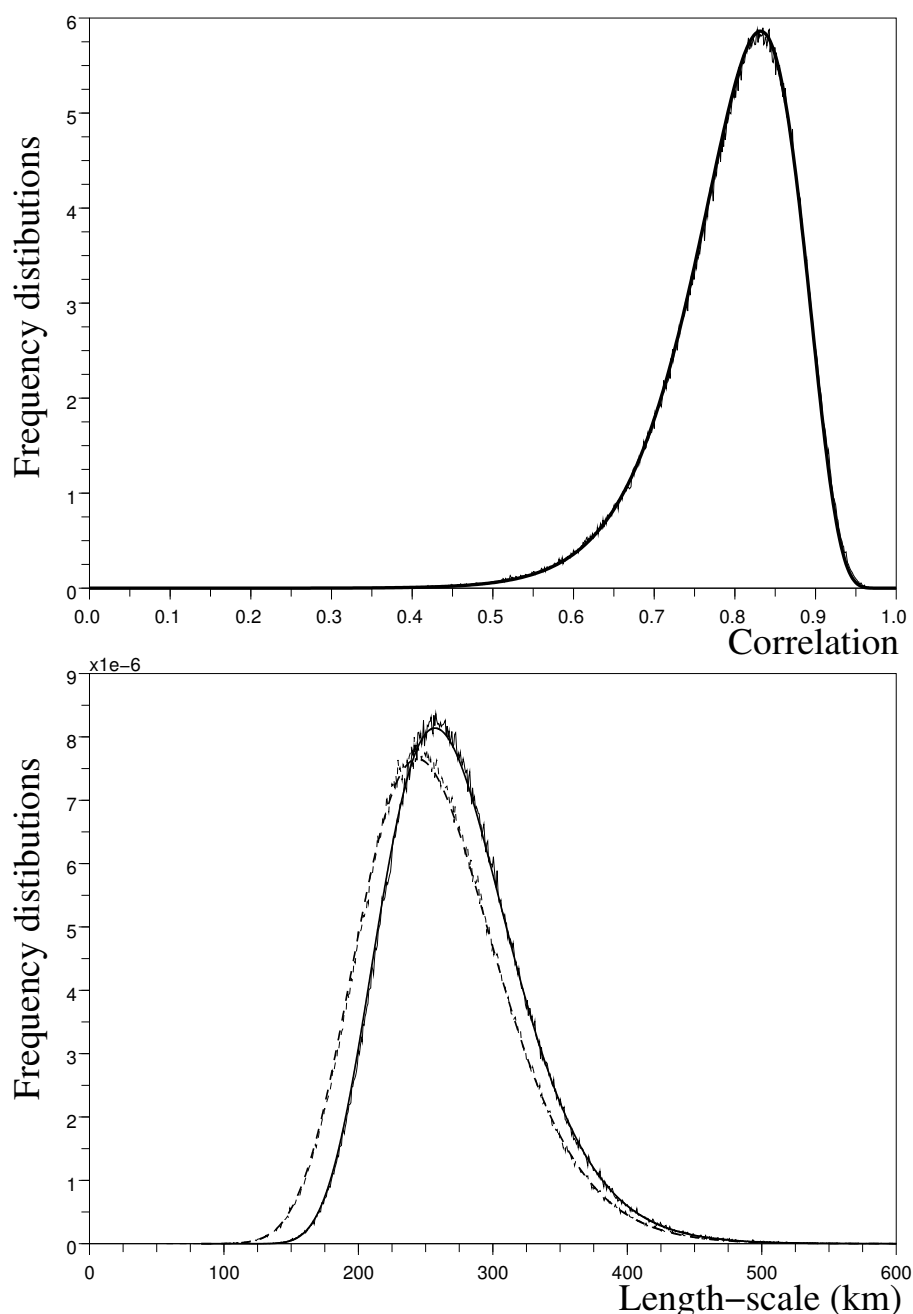 6
5
4
3
2
1
0
Frequency distibutions
0.0 0.1 0.2 0.3 0.4 0.5 0.6 0.7 0.8 0.9 1.0
Correlation
x1e−6
9
8
7
6
5
4
3
2
1
0
Frequency distibutions
0 100 200 300 400 500 600
Length−scale (km)